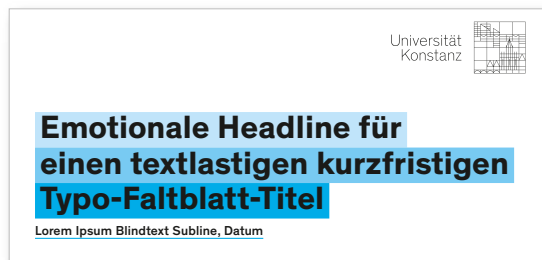 Universität
Konstanz
Emotionale Headline für
einen textlastigen kurzfristigen
Typo-Faltblatt-Titel
Lorem Ipsum Blindtext Subline, Datum